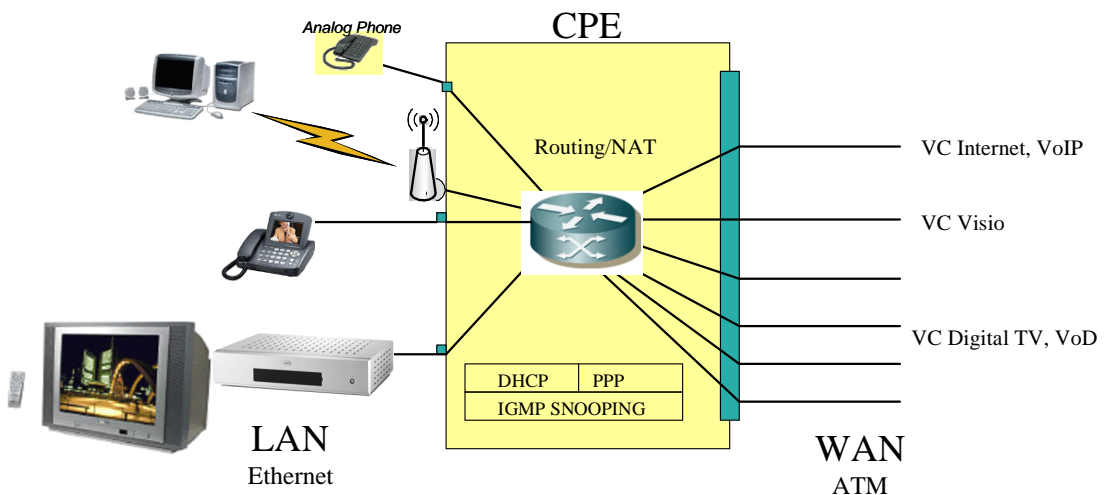 CPE
Analog Phone
Routing/NAT
VC Internet, VoIP
VC Visio
VC Digital TV, VoD
DHCP
PPP
IGMP SNOOPING
LAN
Ethernet
WAN
ATM